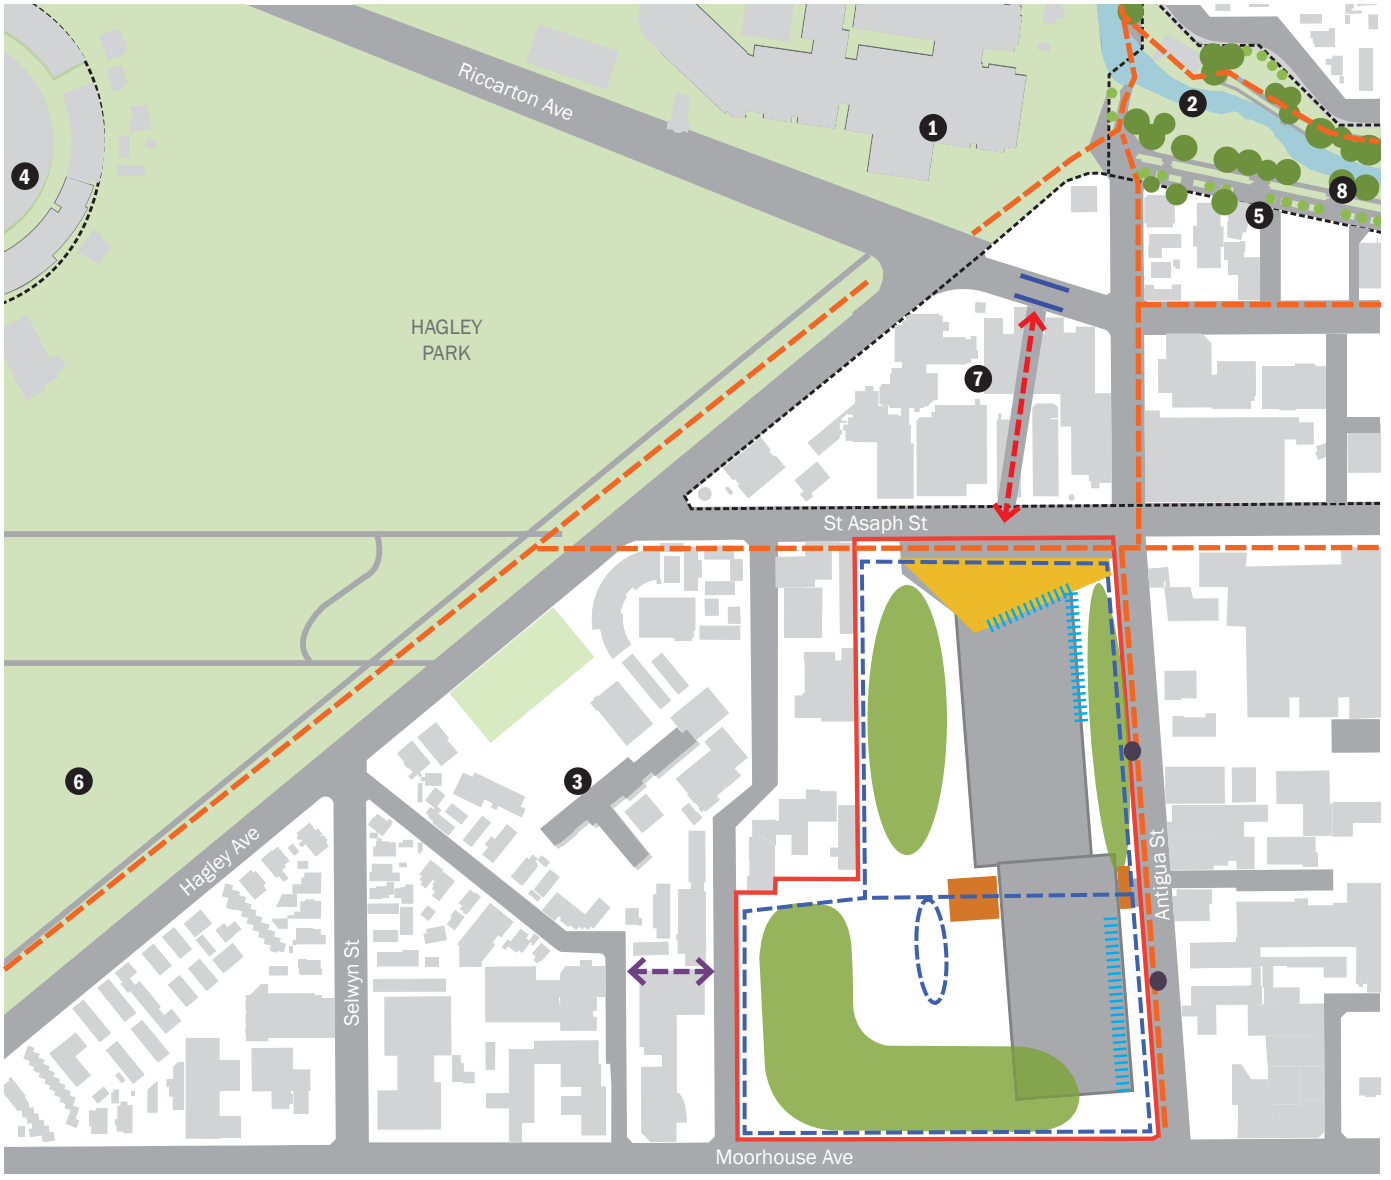 Riccarton Ave
1
2
4
8
5
HAGLEY
PARK
7
St Asaph St
6
3
Hagley Ave
Antigua St
Selwyn St
Moorhouse Ave